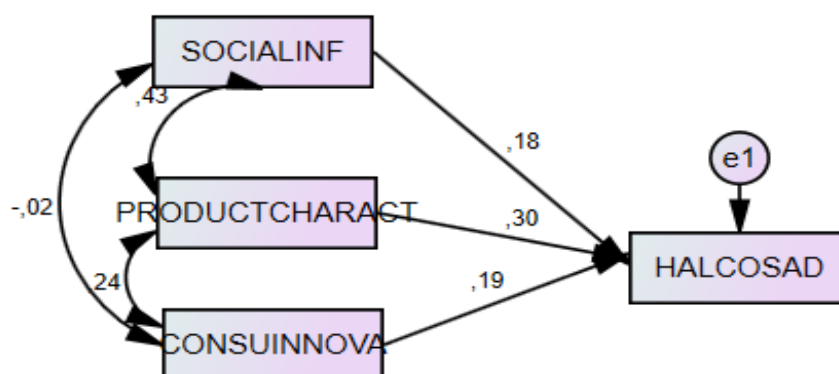 SOCIALINF
,43
,18
e1
-,02
PRODUCTCHARACT
,30
HALCOSAD
,24
,19
CONSUINNOVA